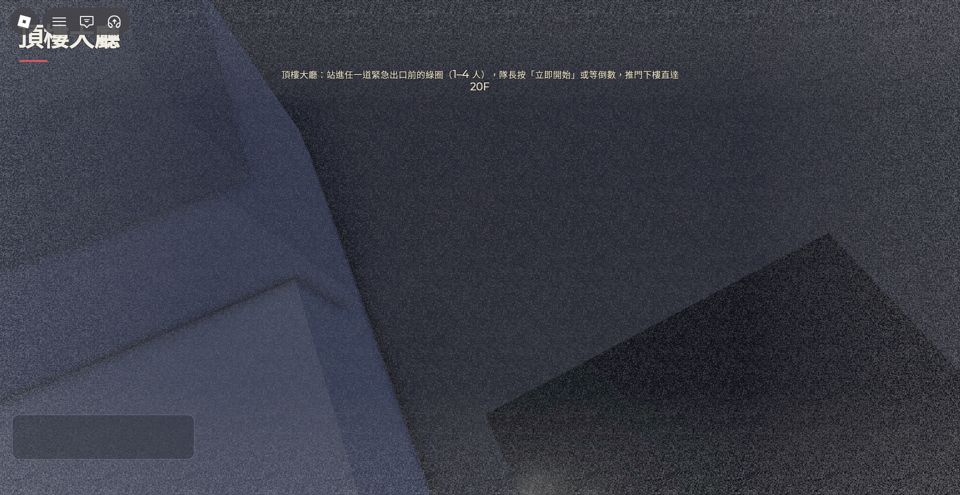 頂樓大廳
頂樓大廳：站進任一道緊急出口前的綠圈（1–4 人），隊長按「立即開始」或等倒數，推門下樓直達
20F